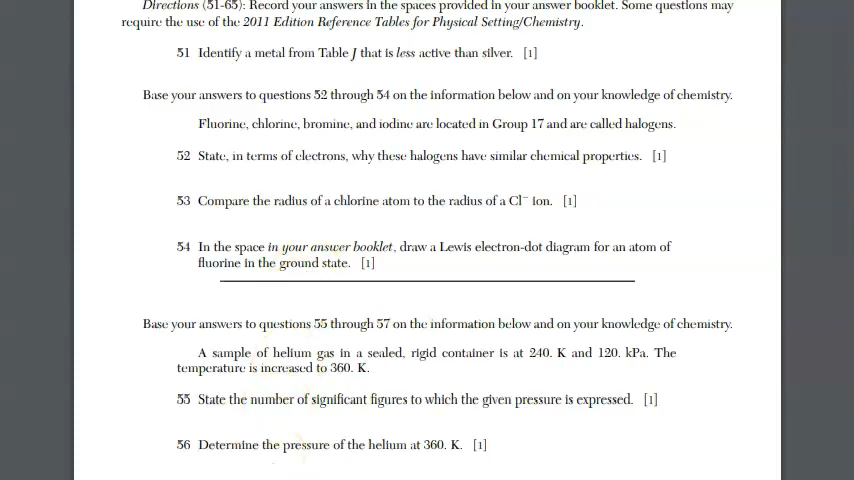 Directions (51-65): Record your answers in the spaces provided in your answer booklet. Some questions may
require the use of the 2011 Edition Reference Tables for Physical Setting/Chemistry.
51 Identify a metal from Table J that is less active than silver. [1]
Base your answers to questions 52 through 54 on the information below and on your knowledge of chemistry.
Fluorine, chlorine, bromine, and iodine are located in Group 17 and are called halogens.
52 State, in terms of electrons, why these halogens have similar chemical properties. [1]
53 Compare the radius of a chlorine atom to the radius of a Cl⁻ ion. [1]
54 In the space in your answer booklet, draw a Lewis electron-dot diagram for an atom of
fluorine in the ground state. [1]
Base your answers to questions 55 through 57 on the information below and on your knowledge of chemistry.
A sample of helium gas in a sealed, rigid container is at 240. K and 120. kPa. The
temperature is increased to 360. K.
55 State the number of significant figures to which the given pressure is expressed. [1]
56 Determine the pressure of the helium at 360. K. [1]